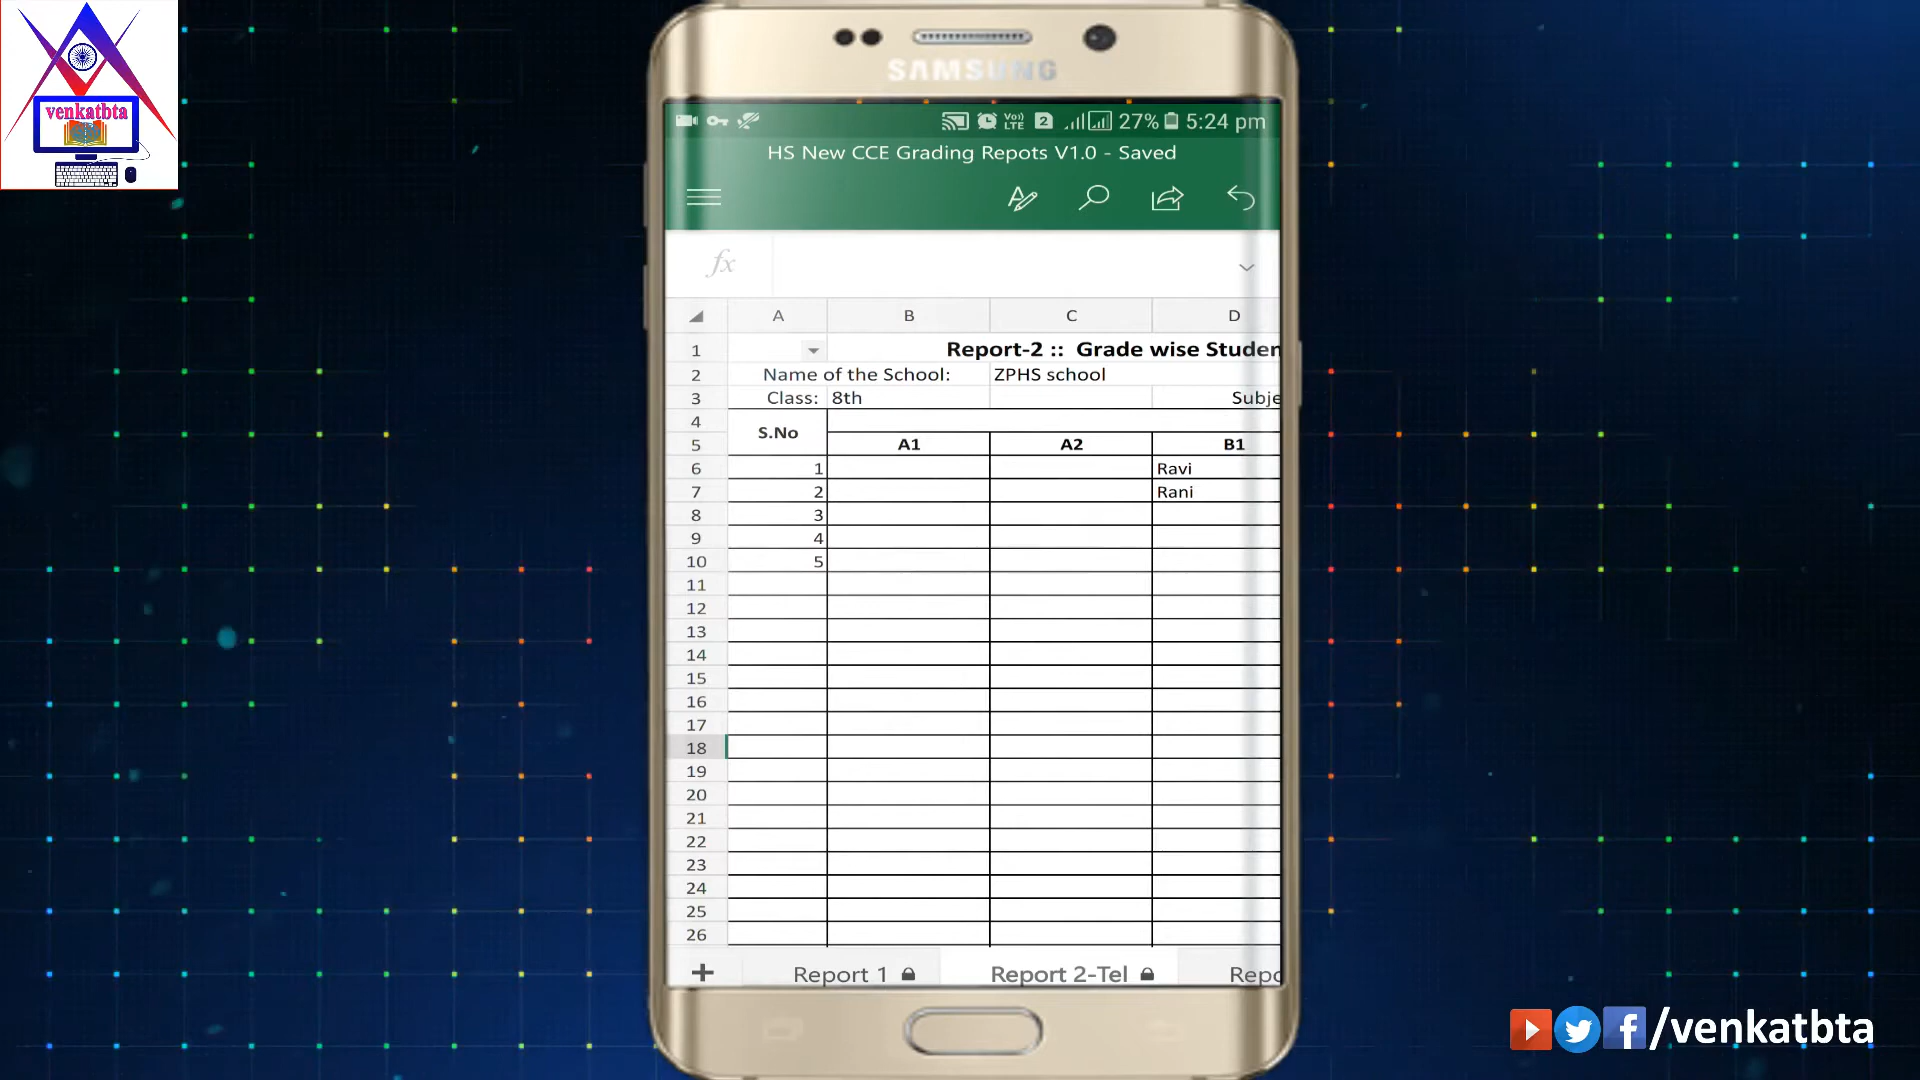 venkatbta
SAMSUNG
Vo)) LTE 2 27% 5:24 pm
HS New CCE Grading Repots V1.0 - Saved
fx
A B C D
1 Report-2 :: Grade wise Studen
2 Name of the School: ZPHS school
3 Class: 8th Subje
4
S.No
5 A1 A2 B1
6 1 Ravi
7 2 Rani
8 3
9 4
10 5
11
12
13
14
15
16
17
18
19
20
21
22
23
24
25
26
+ Report 1 Report 2-Tel Repo
/venkatbta